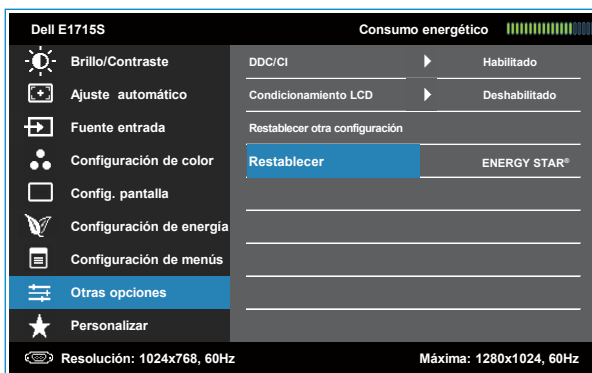 Dell E1715S Consumo energético
Brillo/Contraste DDC/CI Habilitado
Ajuste automático Condicionamiento LCD Deshabilitado
Fuente entrada Restablecer otra configuración
Configuración de color Restablecer ENERGY STAR®
Config. pantalla
Configuración de energía
Configuración de menús
Otras opciones
Personalizar
Resolución: 1024x768, 60Hz Máxima: 1280x1024, 60Hz